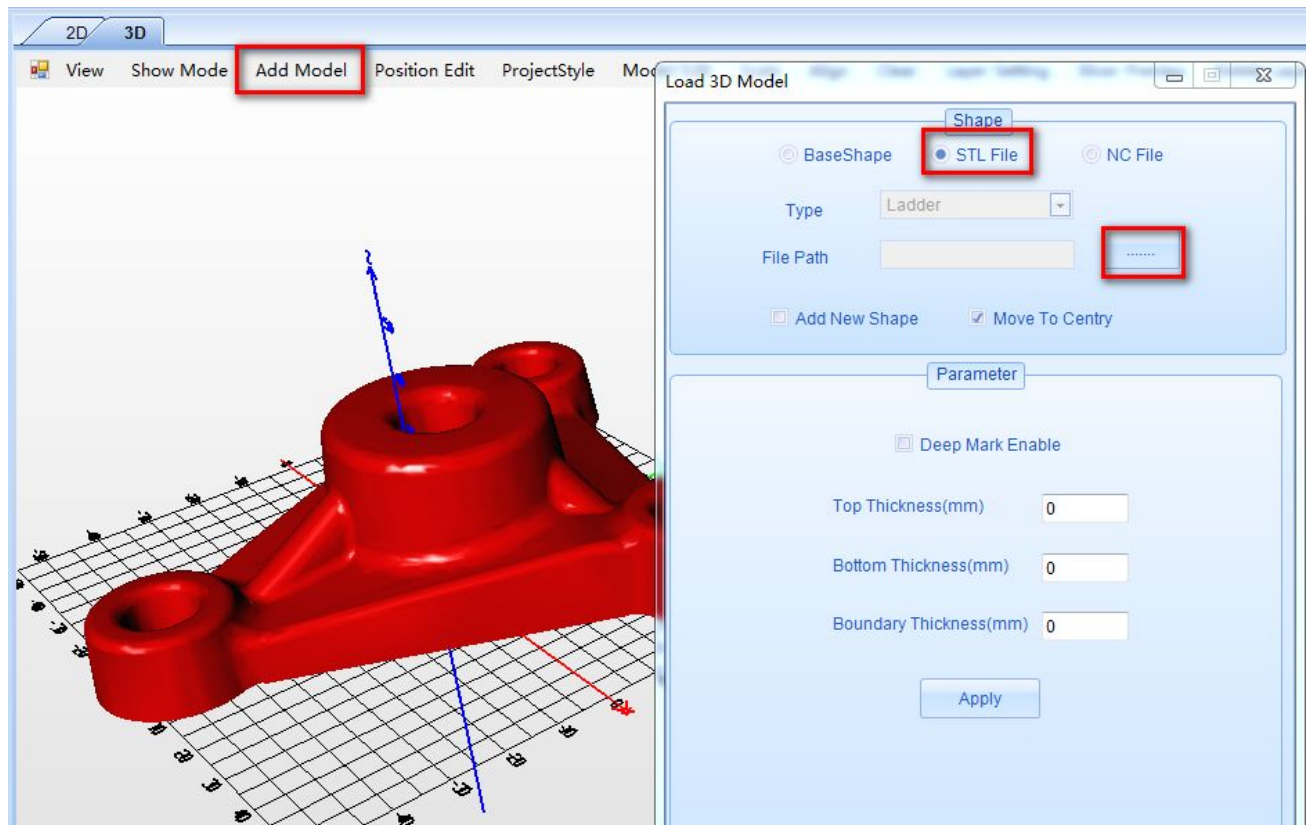 2D 3D
View Show Mode Add Model Position Edit ProjectStyle
Load 3D Model
Shape
BaseShape STL File NC File
Type Ladder
File Path .......
Add New Shape Move To Centry
Parameter
Deep Mark Enable
Top Thickness(mm) 0
Bottom Thickness(mm) 0
Boundary Thickness(mm) 0
Apply